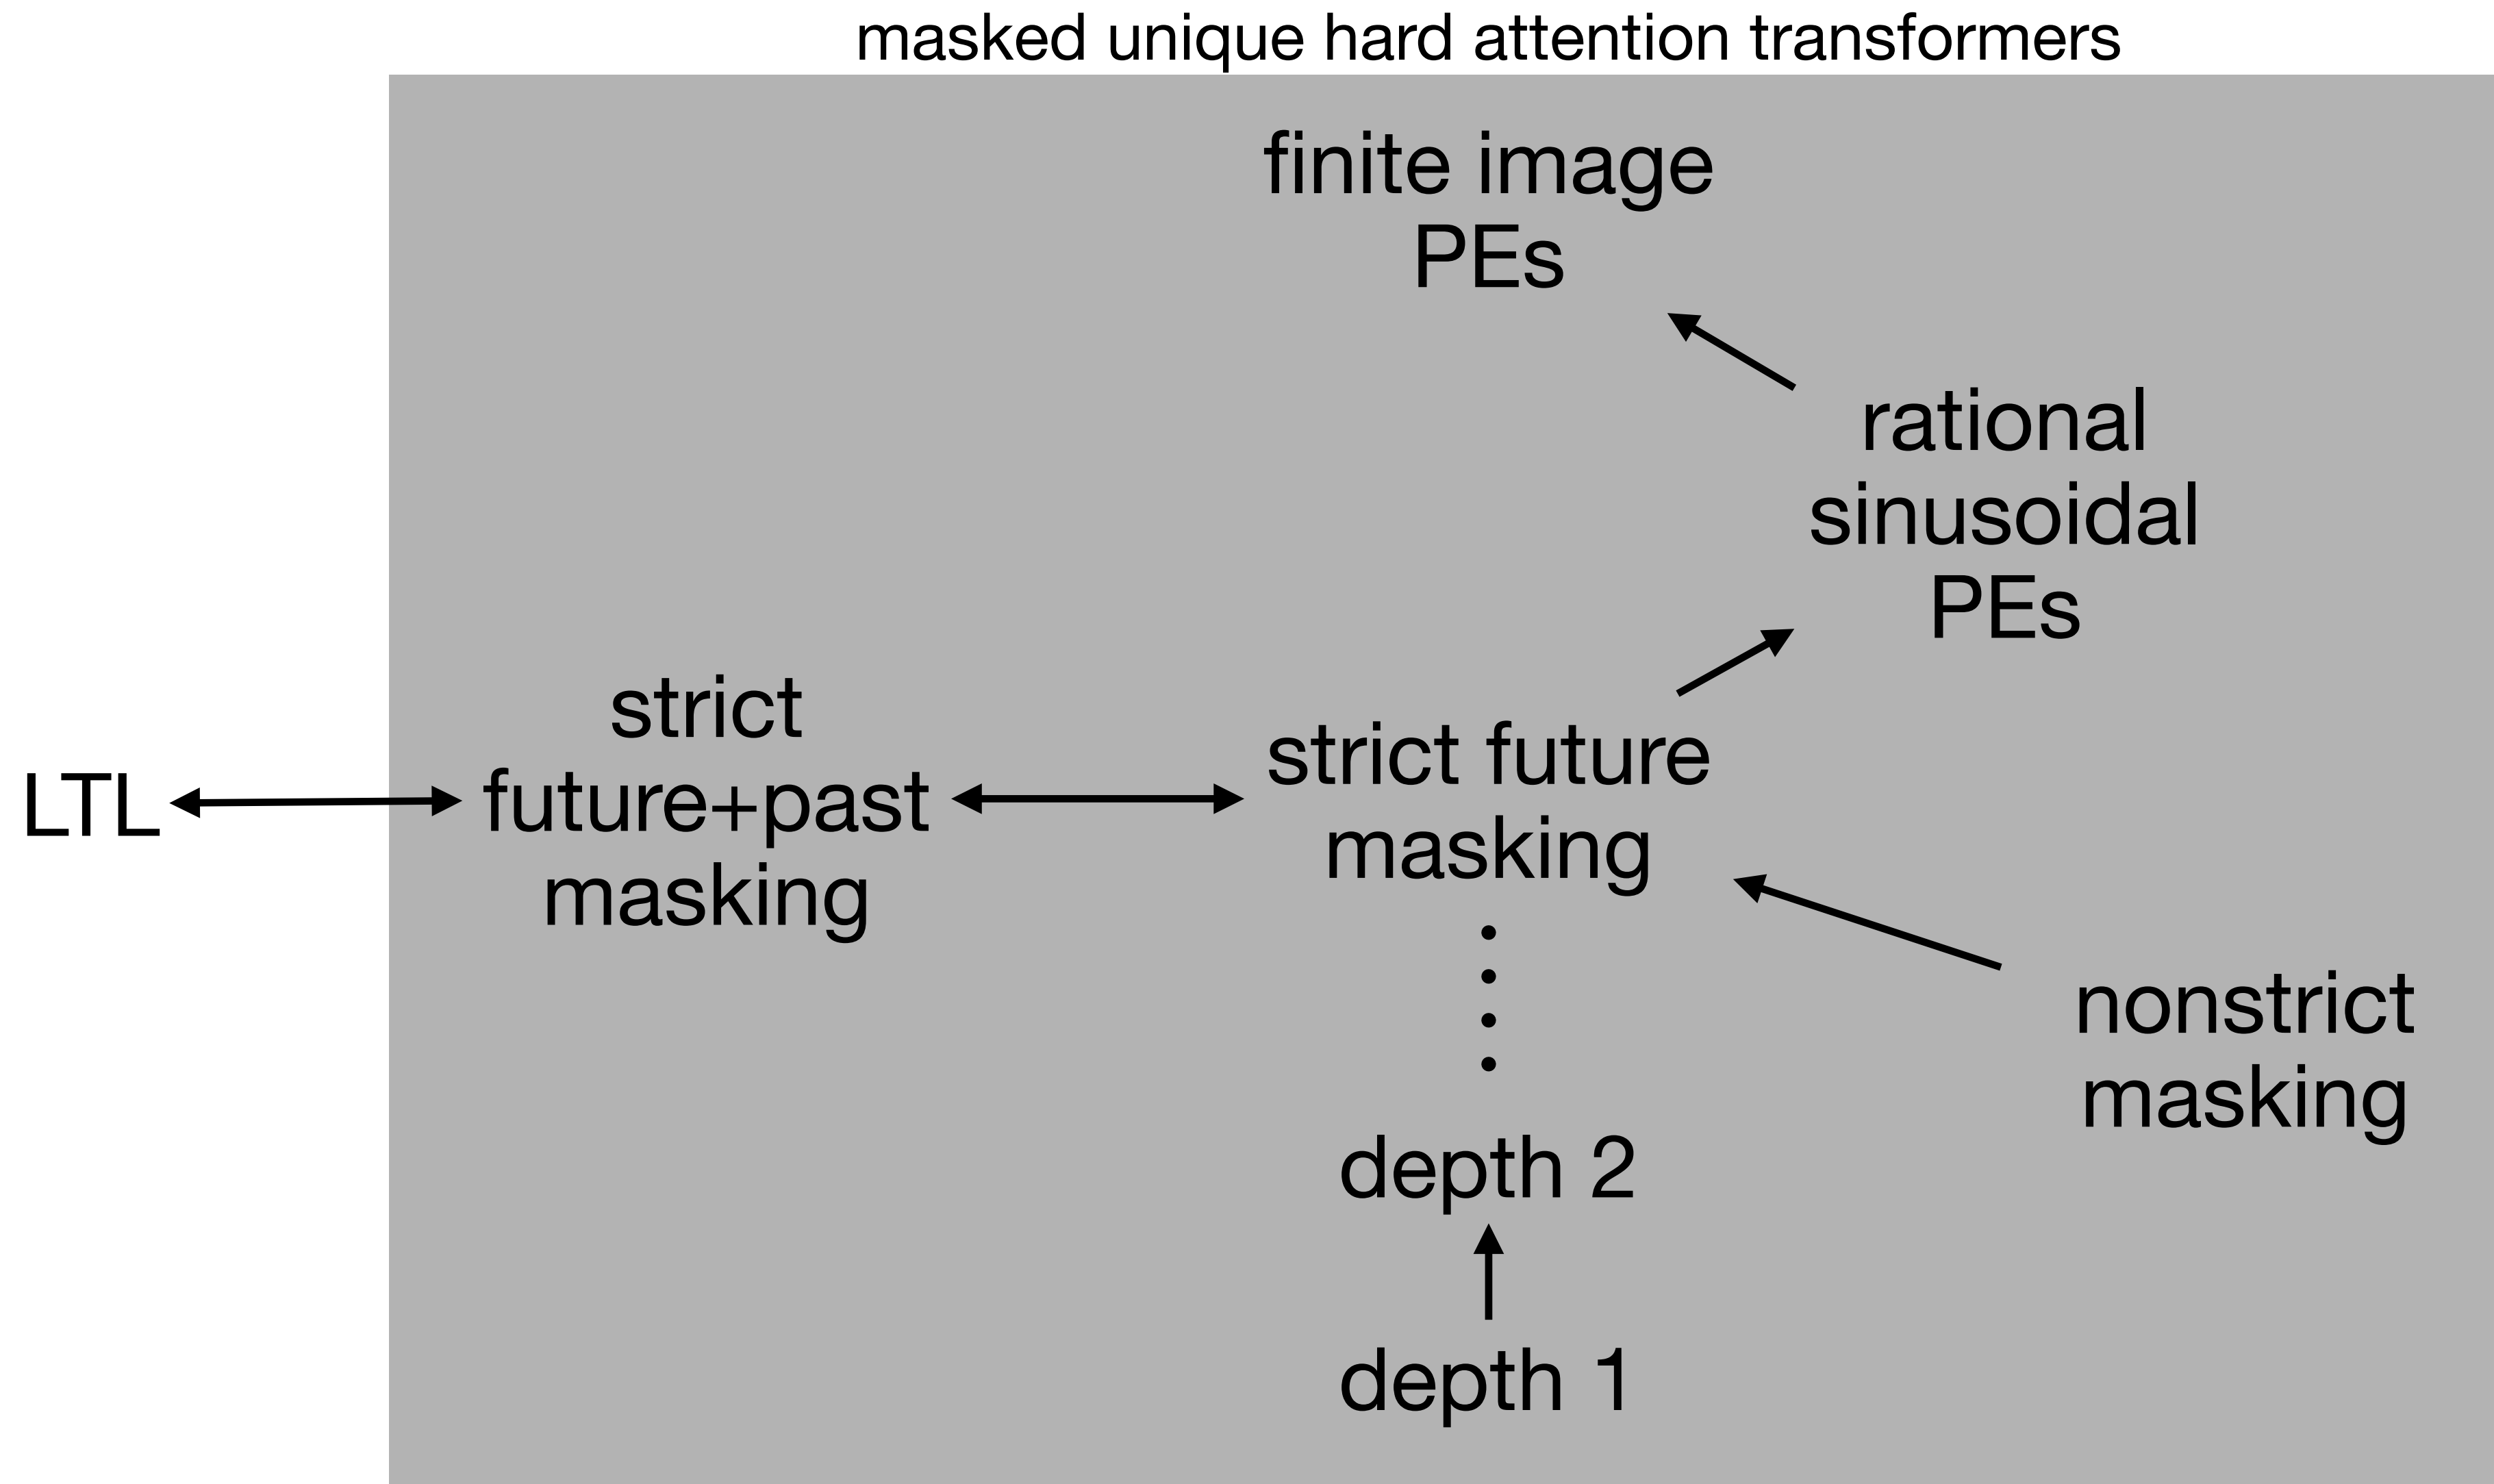 masked unique hard attention transformers
finite image
PEs
rational
sinusoidal
PEs
LTL
strict
future+past
masking
strict future
masking
nonstrict
masking
depth 2
depth 1